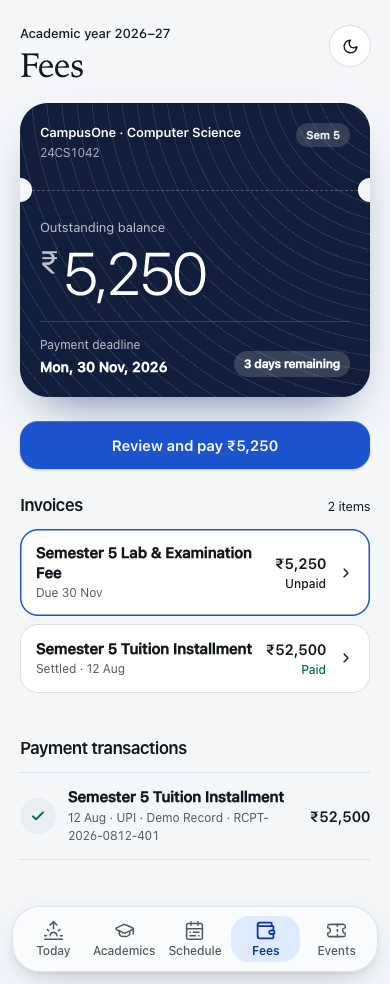 Academic year 2026–27
Fees
CampusOne · Computer Science
Sem 5
24CS1042
Outstanding balance
₹5,250
Payment deadline
Mon, 30 Nov, 2026
3 days remaining
Review and pay ₹5,250
Invoices
2 items
Semester 5 Lab & Examination
Fee
₹5,250
Due 30 Nov
Unpaid
Semester 5 Tuition Installment
₹52,500
Settled · 12 Aug
Paid
Payment transactions
Semester 5 Tuition Installment
12 Aug · UPI · Demo Record · RCPT-
2026-0812-401
₹52,500
Today
Academics
Schedule
Fees
Events